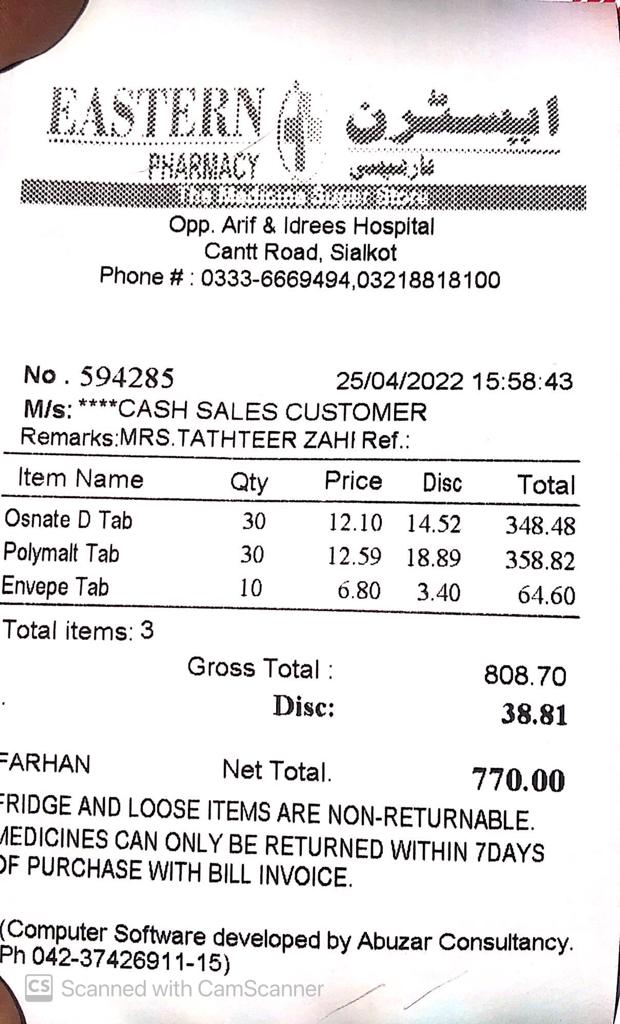 EASTERN ایسٹرن
PHARMACY فارمیسی
The Medicine Super Store
Opp. Arif & Idrees Hospital
Cantt Road, Sialkot
Phone # : 0333-6669494,03218818100
No . 594285 25/04/2022 15:58:43
M/s: ****CASH SALES CUSTOMER
Remarks:MRS.TATHTEER ZAHI Ref.:
Item Name Qty Price Disc Total
Osnate D Tab 30 12.10 14.52 348.48
Polymalt Tab 30 12.59 18.89 358.82
Envepe Tab 10 6.80 3.40 64.60
Total items: 3
Gross Total : 808.70
Disc: 38.81
FARHAN Net Total. 770.00
FRIDGE AND LOOSE ITEMS ARE NON-RETURNABLE.
MEDICINES CAN ONLY BE RETURNED WITHIN 7DAYS
OF PURCHASE WITH BILL INVOICE.
(Computer Software developed by Abuzar Consultancy.
Ph 042-37426911-15)
CS Scanned with CamScanner